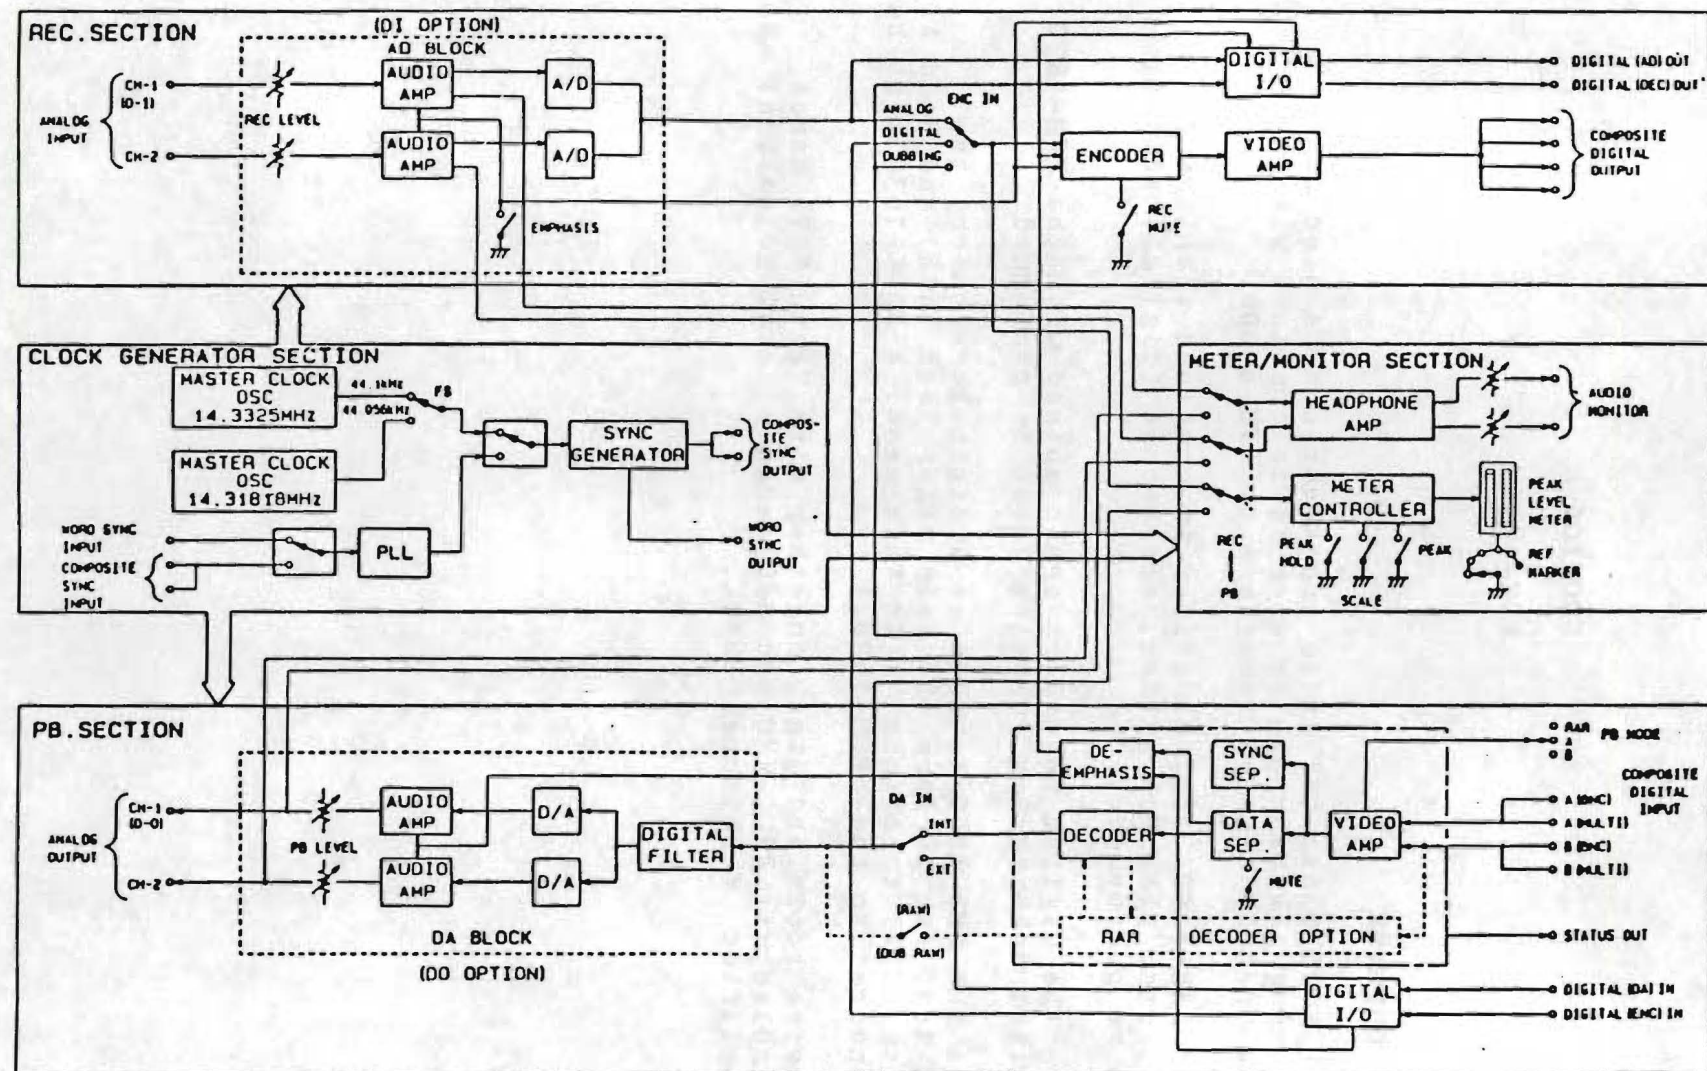 REC.SECTION
(DI OPTION)
AD BLOCK
CH-1
(D-1)
ANALOG
INPUT
CH-2
REC LEVEL
AUDIO
AMP
AUDIO
AMP
A/D
A/D
EMPHASIS
ENC IN
ANALOG
DIGITAL
DUBBING
DIGITAL
I/O
DIGITAL (AD) OUT
DIGITAL (DEC) OUT
ENCODER
VIDEO
AMP
COMPOSITE
DIGITAL
OUTPUT
REC
MUTE
CLOCK GENERATOR SECTION
MASTER CLOCK
OSC
14.3325MHz
44.1kHz
FS
44.056kHz
MASTER CLOCK
OSC
14.31818MHz
SYNC
GENERATOR
COMPOS-
ITE
SYNC
OUTPUT
WORD SYNC
INPUT
COMPOSITE
SYNC
INPUT
PLL
WORD
SYNC
OUTPUT
METER/MONITOR SECTION
HEADPHONE
AMP
AUDIO
MONITOR
METER
CONTROLLER
PEAK
LEVEL
METER
REC
PB
PEAK
HOLD
PEAK
SCALE
REF
MARKER
PB.SECTION
CH-1
(D-O)
ANALOG
OUTPUT
CH-2
PB LEVEL
AUDIO
AMP
AUDIO
AMP
D/A
D/A
DIGITAL
FILTER
DA BLOCK
(DO OPTION)
DA IN
INT
EXT
(RAW)
(DUB RAW)
DE-
EMPHASIS
SYNC
SEP.
DECODER
DATA
SEP.
VIDEO
AMP
MUTE
RAR DECODER OPTION
RAR
A
B
PB MODE
COMPOSITE
DIGITAL
INPUT
A (BNC)
A (MULTI)
B (BNC)
B (MULTI)
STATUS OUT
DIGITAL
I/O
DIGITAL (DA) IN
DIGITAL (ENC) IN